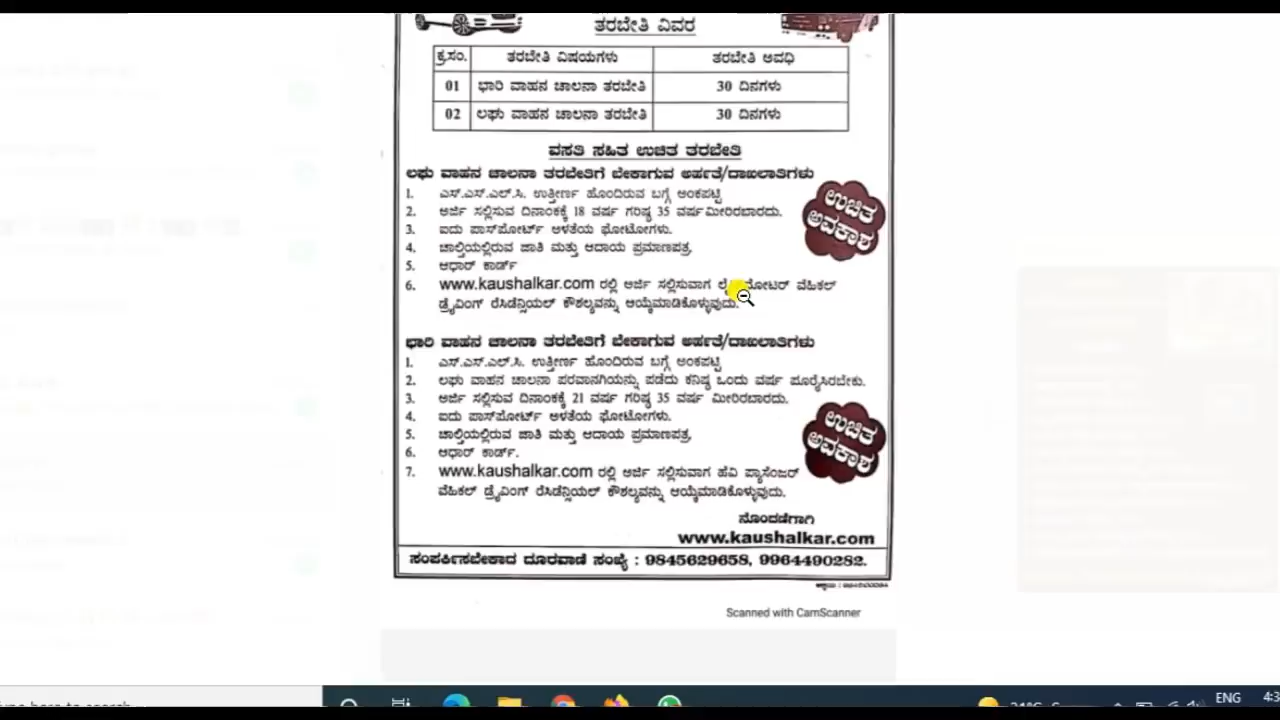 ತರಬೇತಿ ವಿವರ
ಕ್ರ.ಸಂ. ತರಬೇತಿ ವಿಷಯಗಳು ತರಬೇತಿ ಅವಧಿ
01 ಭಾರಿ ವಾಹನ ಚಾಲನಾ ತರಬೇತಿ 30 ದಿನಗಳು
02 ಲಘು ವಾಹನ ಚಾಲನಾ ತರಬೇತಿ 30 ದಿನಗಳು
ವಸತಿ ಸಹಿತ ಉಚಿತ ತರಬೇತಿ
ಲಘು ವಾಹನ ಚಾಲನಾ ತರಬೇತಿಗೆ ಬೇಕಾಗುವ ಅರ್ಹತೆ/ದಾಖಲಾತಿಗಳು
1. ಎಸ್.ಎಸ್.ಎಲ್.ಸಿ. ಉತ್ತೀರ್ಣ ಹೊಂದಿರುವ ಬಗ್ಗೆ ಅಂಕಪಟ್ಟಿ
2. ಅರ್ಜಿ ಸಲ್ಲಿಸುವ ದಿನಾಂಕಕ್ಕೆ 18 ವರ್ಷ ಗರಿಷ್ಠ 35 ವರ್ಷ ಮೀರಿರಬಾರದು.
3. ಐದು ಪಾಸ್‌ಪೋರ್ಟ್ ಅಳತೆಯ ಫೋಟೋಗಳು.
4. ಚಾಲ್ತಿಯಲ್ಲಿರುವ ಜಾತಿ ಮತ್ತು ಆದಾಯ ಪ್ರಮಾಣಪತ್ರ
5. ಆಧಾರ್ ಕಾರ್ಡ್
6. www.kaushalkar.com ರಲ್ಲಿ ಅರ್ಜಿ ಸಲ್ಲಿಸುವಾಗ ವೆಹಿಕಲ್
ಡ್ರೈವಿಂಗ್ ರೆಸಿಡೆನ್ಸಿಯಲ್ ಕೌಶಲ್ಯವನ್ನು ಆಯ್ಕೆಮಾಡಿಕೊಳ್ಳುವುದು.
ಉಚಿತ
ಅವಕಾಶ
ಭಾರಿ ವಾಹನ ಚಾಲನಾ ತರಬೇತಿಗೆ ಬೇಕಾಗುವ ಅರ್ಹತೆ/ದಾಖಲಾತಿಗಳು
1. ಎಸ್.ಎಸ್.ಎಲ್.ಸಿ. ಉತ್ತೀರ್ಣ ಹೊಂದಿರುವ ಬಗ್ಗೆ ಅಂಕಪಟ್ಟಿ
2. ಲಘು ವಾಹನ ಚಾಲನಾ ಪರವಾನಗಿಯನ್ನು ಪಡೆದು ಕನಿಷ್ಠ ಒಂದು ವರ್ಷ ಪೂರೈಸಿರಬೇಕು.
3. ಅರ್ಜಿ ಸಲ್ಲಿಸುವ ದಿನಾಂಕಕ್ಕೆ 21 ವರ್ಷ ಗರಿಷ್ಠ 35 ವರ್ಷ ಮೀರಿರಬಾರದು.
4. ಐದು ಪಾಸ್‌ಪೋರ್ಟ್ ಅಳತೆಯ ಫೋಟೋಗಳು.
5. ಚಾಲ್ತಿಯಲ್ಲಿರುವ ಜಾತಿ ಮತ್ತು ಆದಾಯ ಪ್ರಮಾಣಪತ್ರ
6. ಆಧಾರ್ ಕಾರ್ಡ್.
7. www.kaushalkar.com ರಲ್ಲಿ ಅರ್ಜಿ ಸಲ್ಲಿಸುವಾಗ ಹೆವಿ ಪ್ಯಾಸೆಂಜರ್
ವೆಹಿಕಲ್ ಡ್ರೈವಿಂಗ್ ರೆಸಿಡೆನ್ಸಿಯಲ್ ಕೌಶಲ್ಯವನ್ನು ಆಯ್ಕೆಮಾಡಿಕೊಳ್ಳುವುದು.
ಉಚಿತ
ಅವಕಾಶ
ನೊಂದಣಿಗಾಗಿ
www.kaushalkar.com
ಸಂಪರ್ಕಿಸಬೇಕಾದ ದೂರವಾಣಿ ಸಂಖ್ಯೆ : 9845629658, 9964490282.
Scanned with CamScanner
ENG